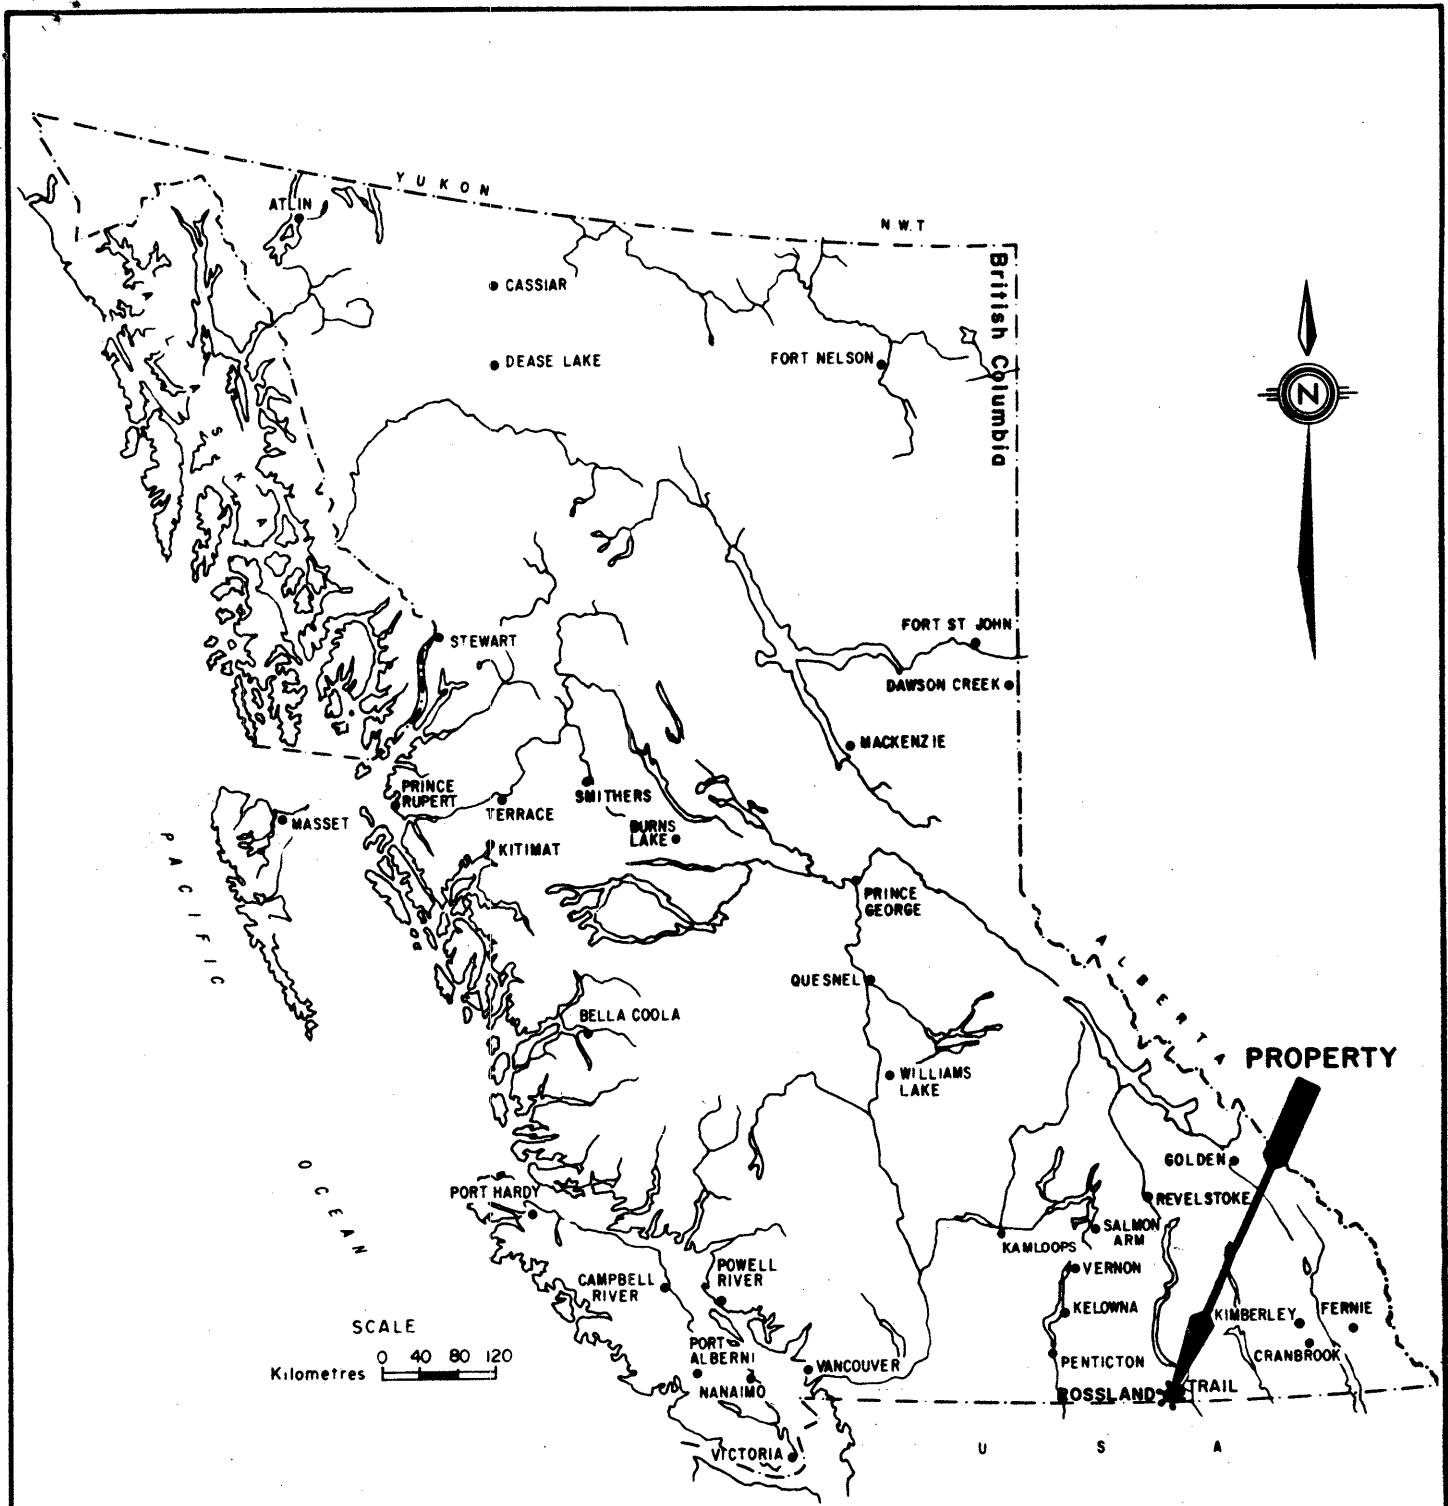 YUKON
N.W.T
ATLIN
British Columbia
CASSIAR
ALASKA
DEASE LAKE
FORT NELSON
N
FORT ST JOHN
STEWART
DAWSON CREEK
MACKENZIE
PRINCE
RUPERT
SMITHERS
TERRACE
MASSET
BURNS
LAKE
KITIMAT
PACIFIC
PRINCE
GEORGE
ALBERTA
QUESNEL
BELLA COOLA
PROPERTY
WILLIAMS
LAKE
OCEAN
GOLDEN
PORT HARDY
REVELSTOKE
SALMON
ARM
KAMLOOPS
POWELL
RIVER
VERNON
CAMPBELL
RIVER
KELOWNA
KIMBERLEY
FERNIE
SCALE
PORT
ALBERNI
CRANBROOK
0 40 80 120
Kilometres
VANCOUVER
PENTICTON
NANAIMO
ROSSLAND
TRAIL
VICTORIA
U S A